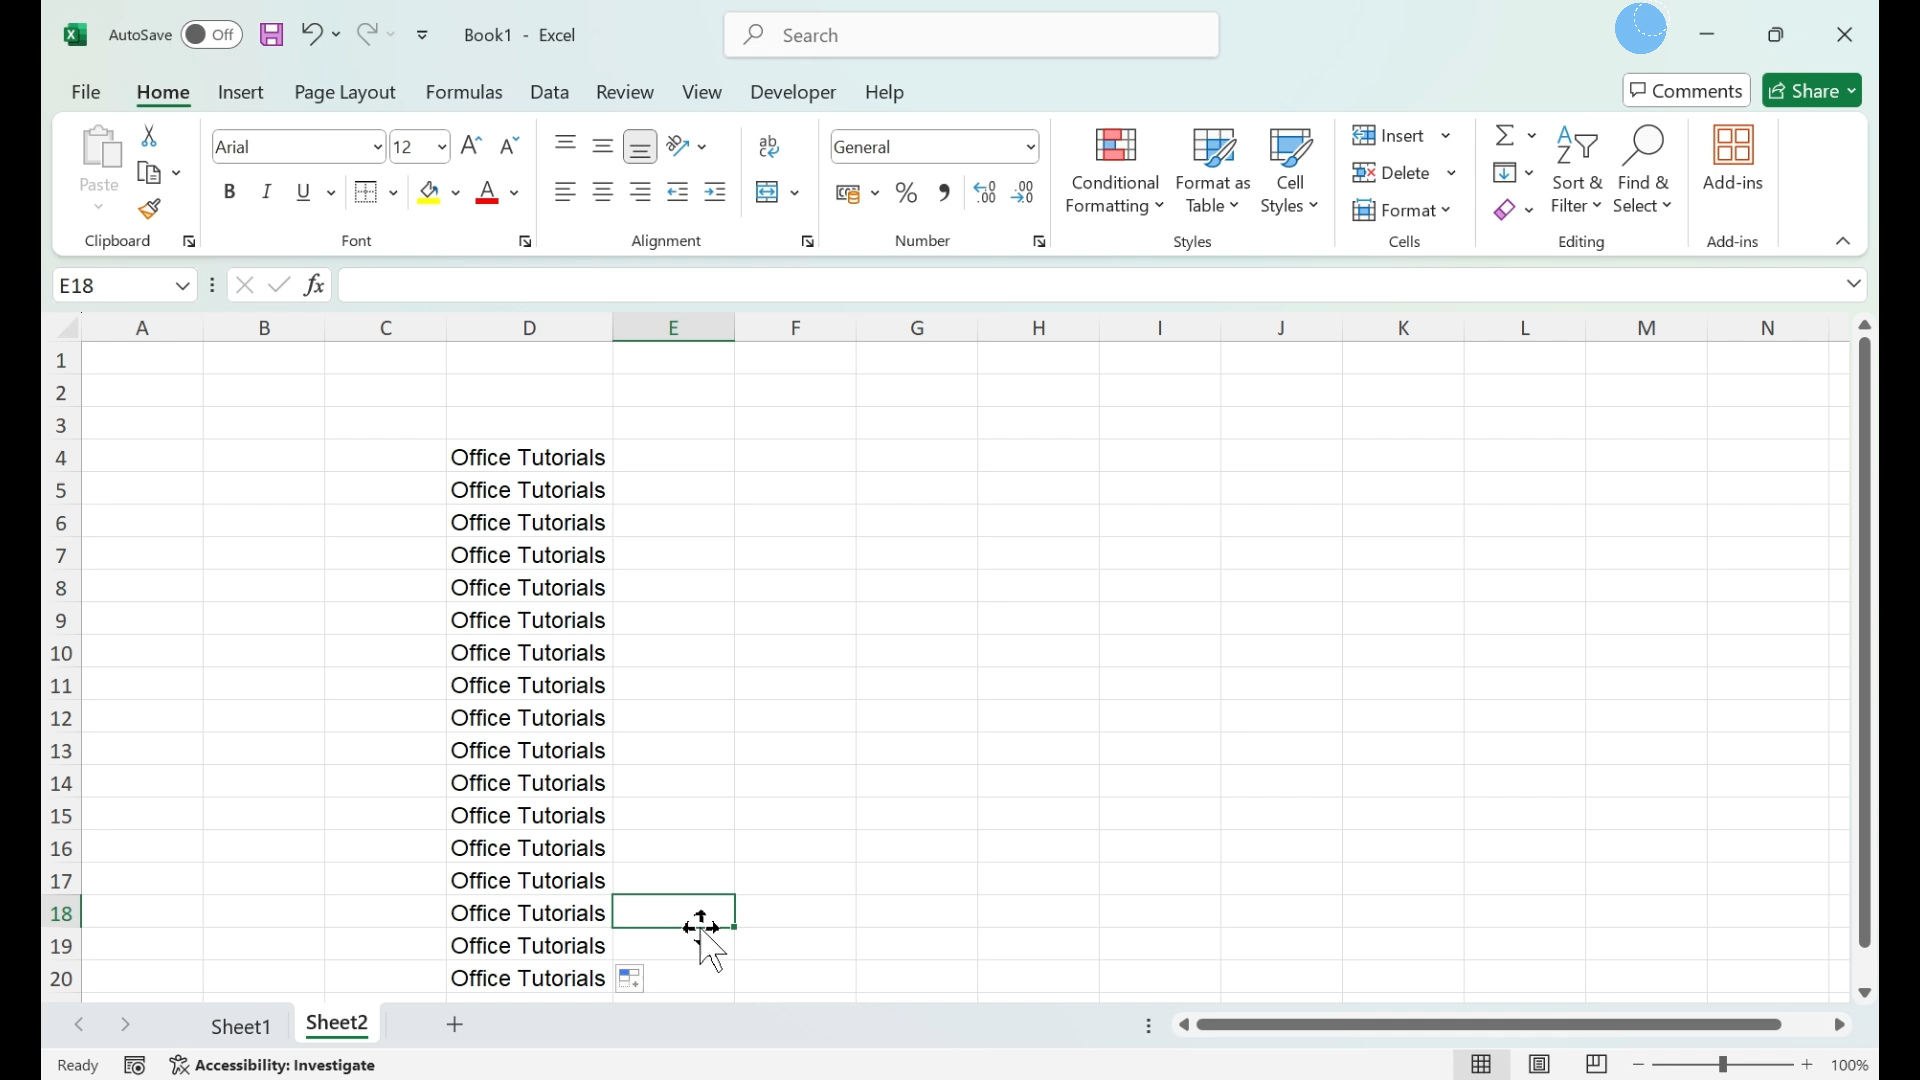 AutoSave Off Book1 - Excel Search
File Home Insert Page Layout Formulas Data Review View Developer Help Comments Share
Arial 12 ab General Insert
Paste Conditional Formatting Format as Table Cell Styles Delete Sort & Filter Find & Select Add-ins
B I U A % Format
Clipboard Font Alignment Number Styles Cells Editing Add-ins
E18 fx
A B C D E F G H I J K L M N
1
2
3
4 Office Tutorials
5 Office Tutorials
6 Office Tutorials
7 Office Tutorials
8 Office Tutorials
9 Office Tutorials
10 Office Tutorials
11 Office Tutorials
12 Office Tutorials
13 Office Tutorials
14 Office Tutorials
15 Office Tutorials
16 Office Tutorials
17 Office Tutorials
18 Office Tutorials
19 Office Tutorials
20 Office Tutorials
Sheet1 Sheet2
Ready Accessibility: Investigate 100%